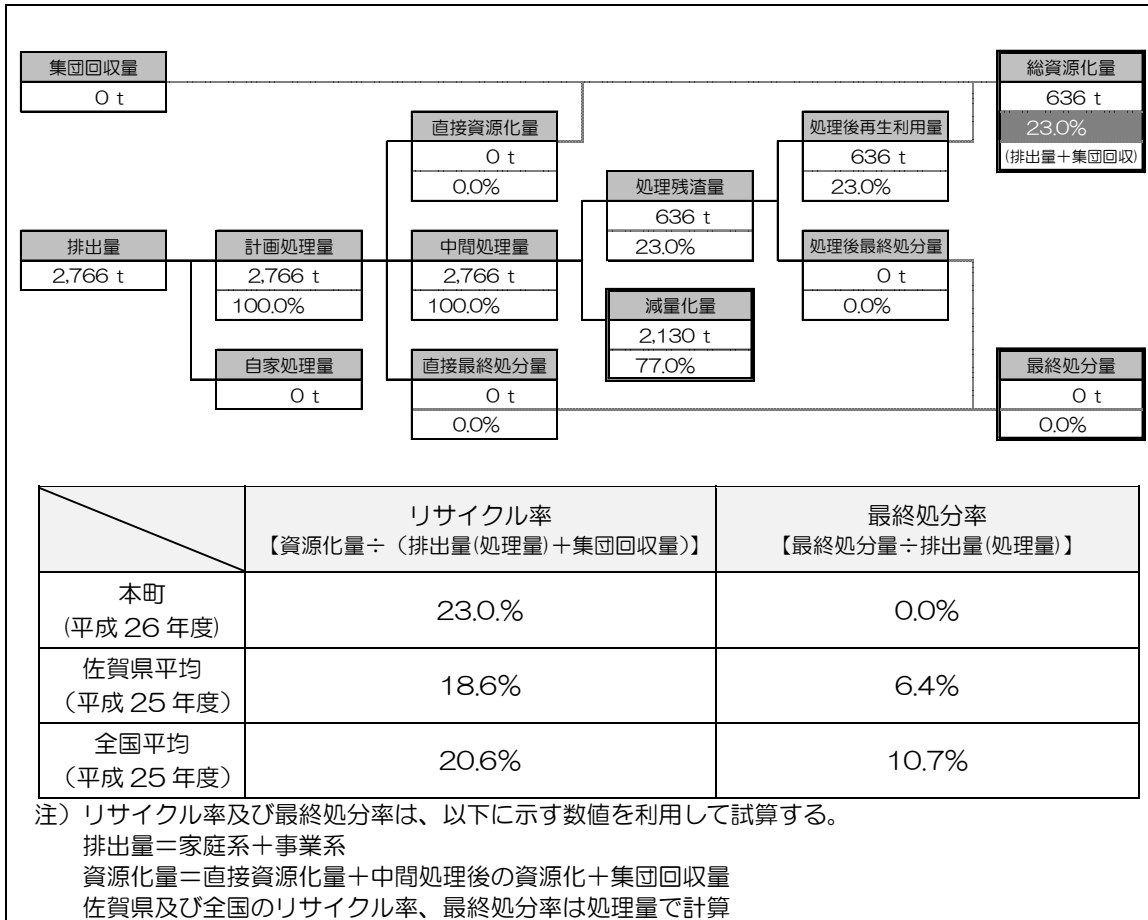 集団回収量
0 t
総資源化量
636 t
23.0%
(排出量＋集団回収)
直接資源化量
0 t
0.0%
処理後再生利用量
636 t
23.0%
処理残渣量
636 t
23.0%
排出量
2,766 t
計画処理量
2,766 t
100.0%
中間処理量
2,766 t
100.0%
処理後最終処分量
0 t
0.0%
減量化量
2,130 t
77.0%
自家処理量
0 t
直接最終処分量
0 t
0.0%
最終処分量
0 t
0.0%
リサイクル率
【資源化量÷（排出量(処理量)＋集団回収量)】
最終処分率
【最終処分量÷排出量(処理量)】
本町
(平成 26 年度)
23.0.%
0.0%
佐賀県平均
（平成 25 年度）
18.6%
6.4%
全国平均
（平成 25 年度）
20.6%
10.7%
注）リサイクル率及び最終処分率は、以下に示す数値を利用して試算する。
排出量＝家庭系＋事業系
資源化量＝直接資源化量＋中間処理後の資源化＋集団回収量
佐賀県及び全国のリサイクル率、最終処分率は処理量で計算